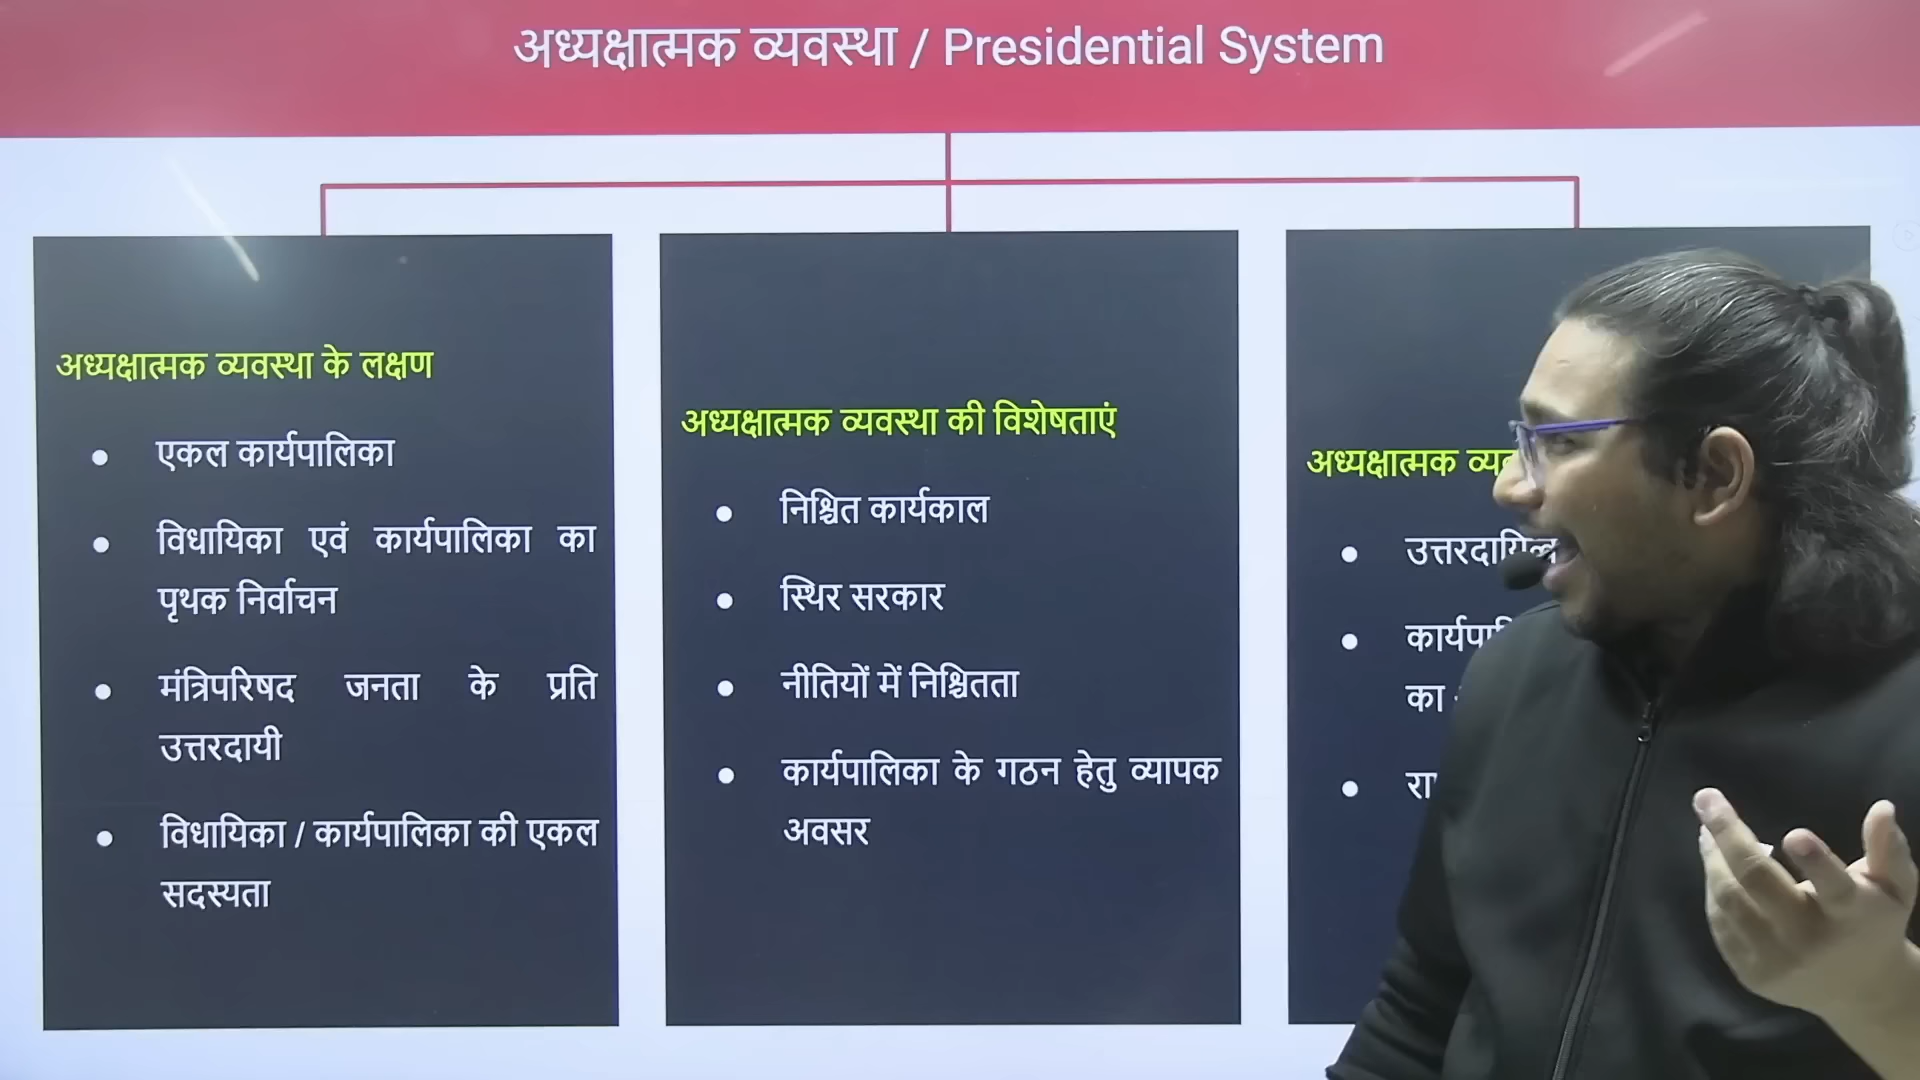 अध्यक्षात्मक व्यवस्था / Presidential System
अध्यक्षात्मक व्यवस्था के लक्षण
एकल कार्यपालिका
विधायिका एवं कार्यपालिका का
पृथक निर्वाचन
मंत्रिपरिषद जनता के प्रति
उत्तरदायी
विधायिका / कार्यपालिका की एकल
सदस्यता
अध्यक्षात्मक व्यवस्था की विशेषताएं
निश्चित कार्यकाल
स्थिर सरकार
नीतियों में निश्चितता
कार्यपालिका के गठन हेतु व्यापक
अवसर
अध्यक्षात्मक
का